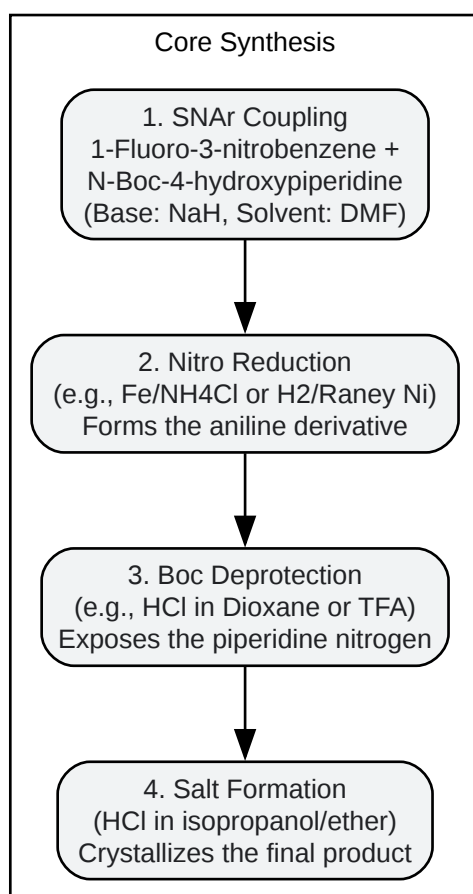 Core Synthesis
1. SNAr Coupling
1-Fluoro-3-nitrobenzene +
N-Boc-4-hydroxypiperidine
(Base: NaH, Solvent: DMF)
2. Nitro Reduction
(e.g., Fe/NH4Cl or H2/Raney Ni)
Forms the aniline derivative
3. Boc Deprotection
(e.g., HCl in Dioxane or TFA)
Exposes the piperidine nitrogen
4. Salt Formation
(HCl in isopropanol/ether)
Crystallizes the final product